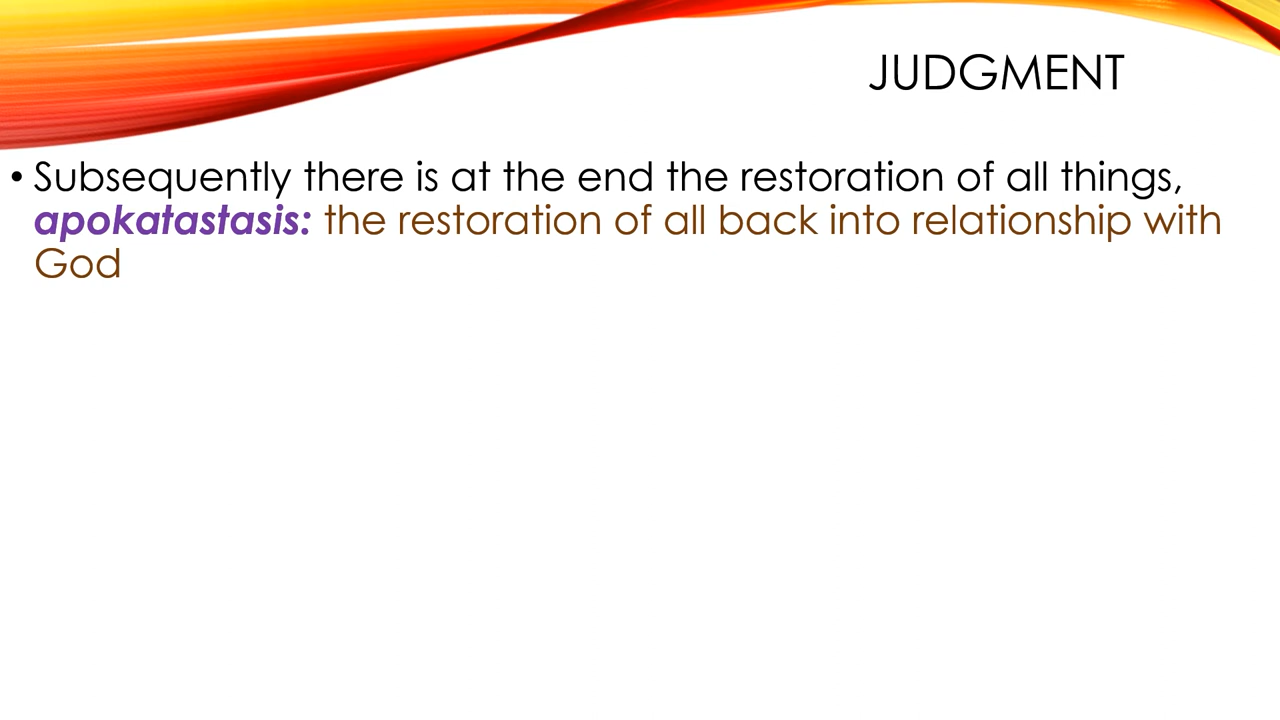 JUDGMENT
• Subsequently there is at the end the restoration of all things,
apokatastasis: the restoration of all back into relationship with
God